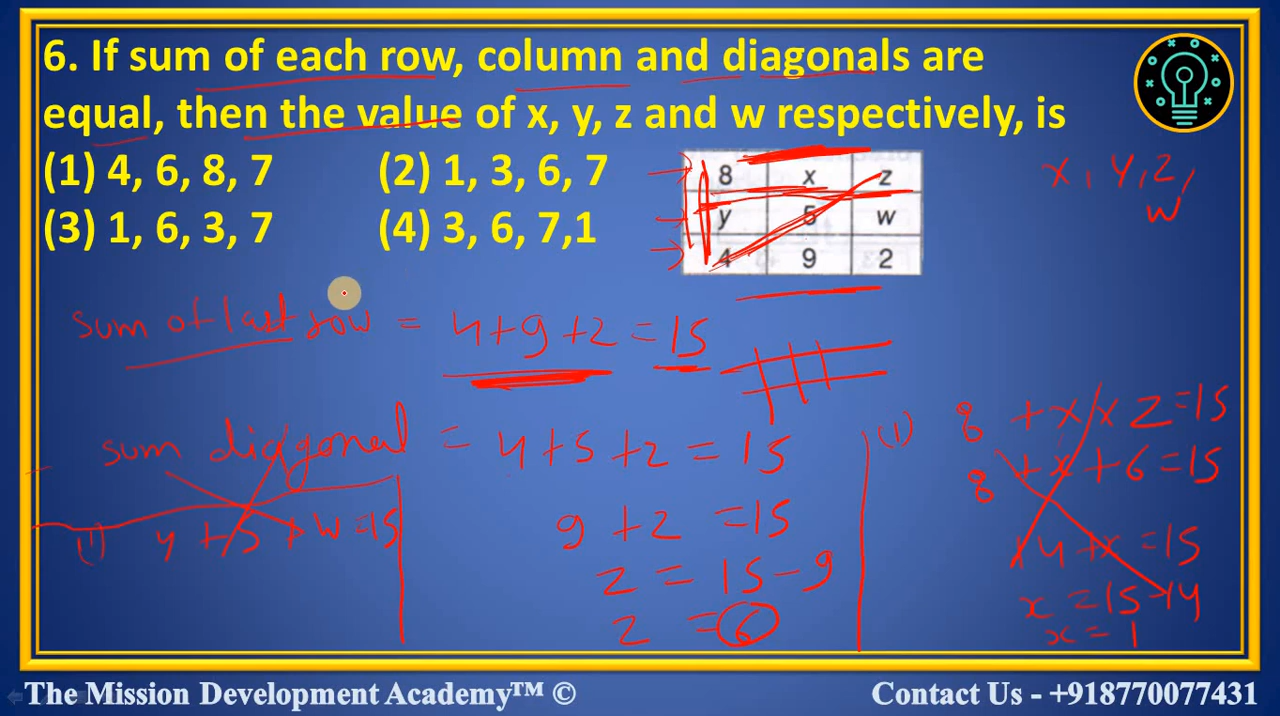 6. If sum of each row, column and diagonals are
equal, then the value of x, y, z and w respectively, is
(1) 4, 6, 8, 7 (2) 1, 3, 6, 7
(3) 1, 6, 3, 7 (4) 3, 6, 7,1
8 x z
y 5 w
4 9 2
x, y, z,
w
sum of last row = 4+9+2=15
sum diagonal = 4+5+z=15
9+z=15
z=15-9
z=6
(1) y+5+w=15
(1) 8+x+z=15
8+x+6=15
14+x=15
x=15-14
x=1
The Mission Development Academy™ © Contact Us - +918770077431